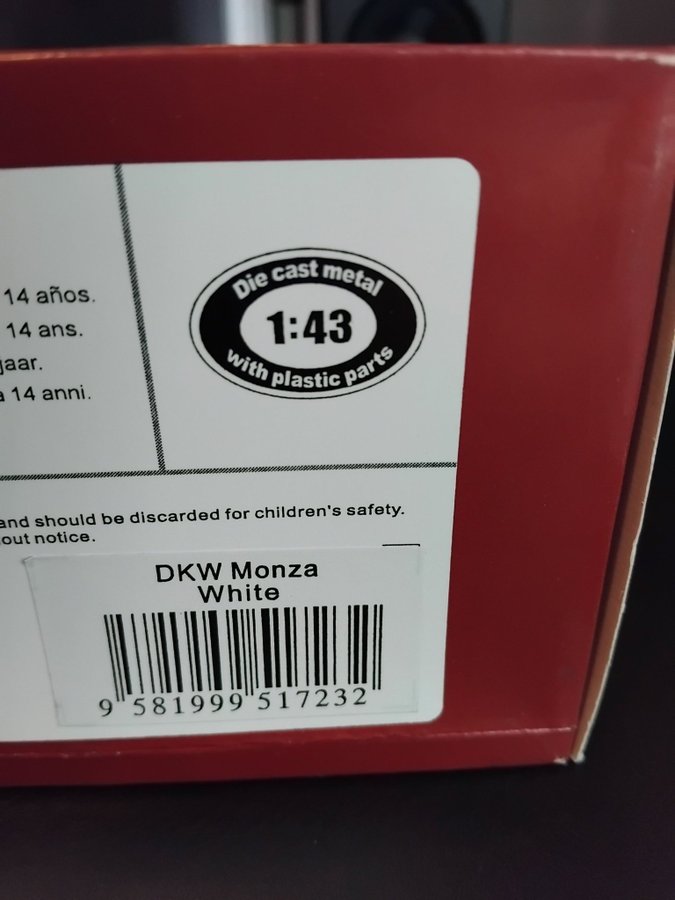 14 años.
14 ans.
jaar.
a 14 anni.
Die cast metal
1:43
with plastic parts
and should be discarded for children's safety.
out notice.
DKW Monza
White
9 581999 517232